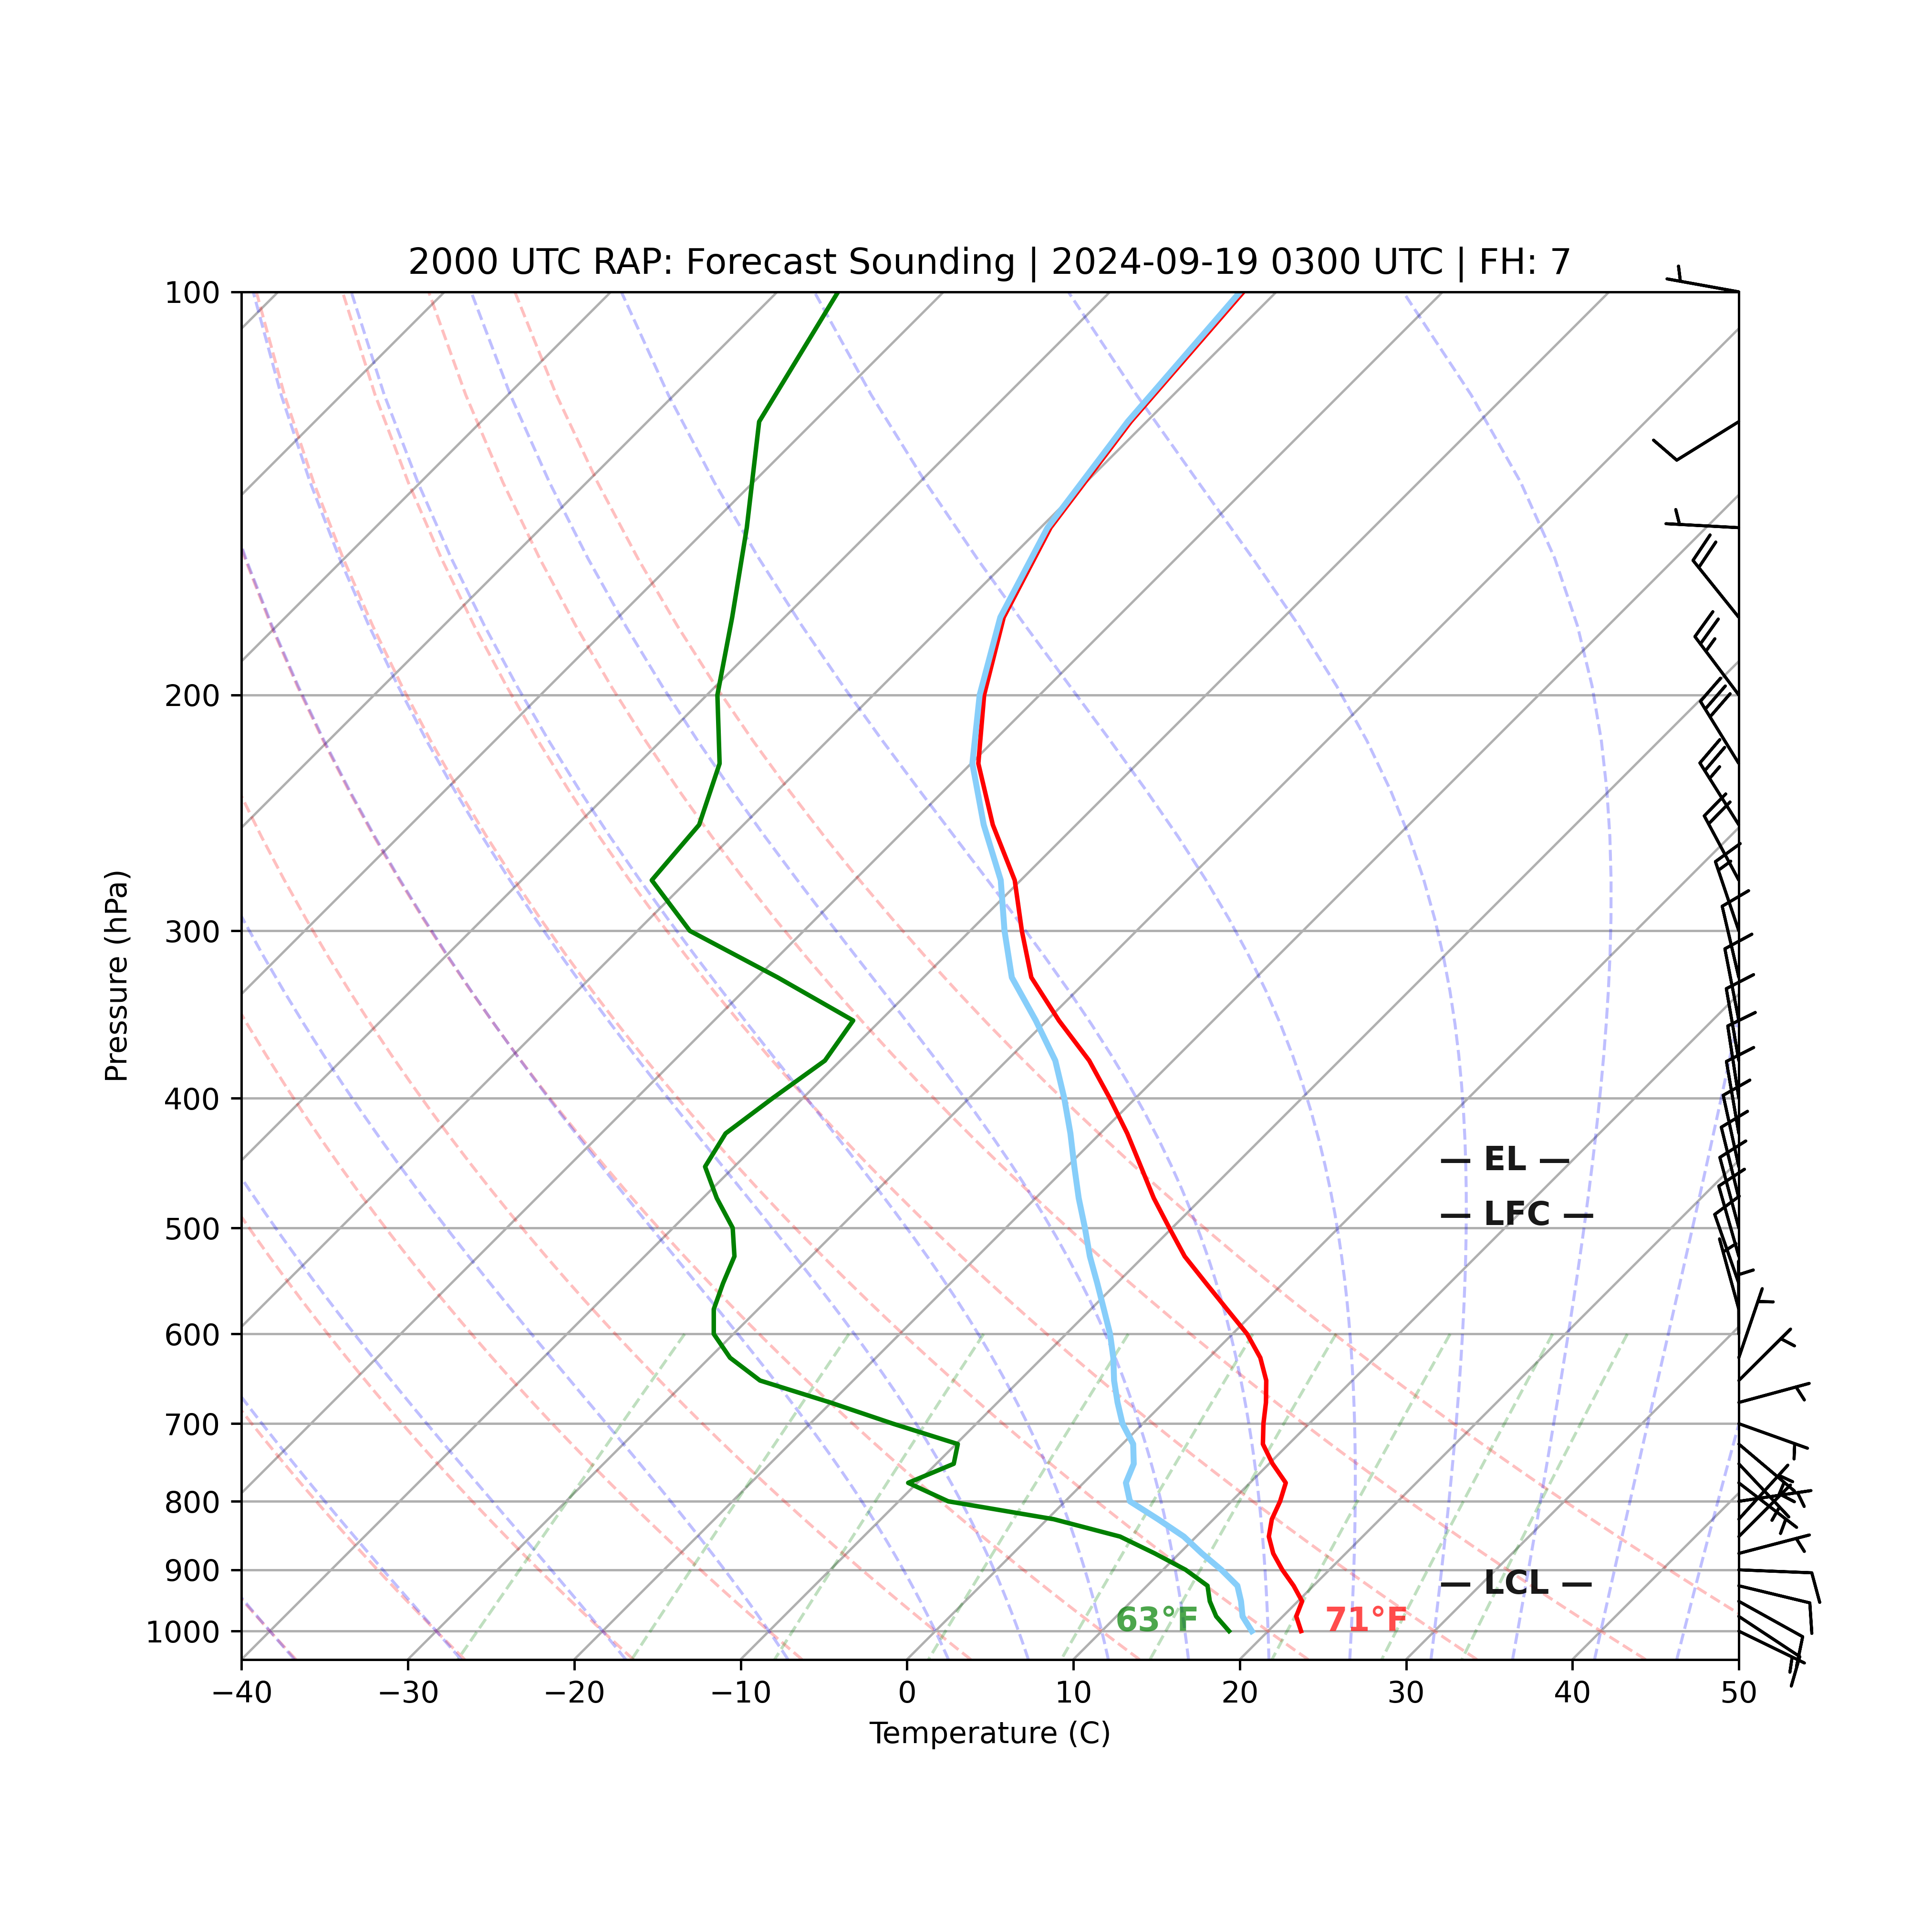 2000 UTC RAP: Forecast Sounding | 2024-09-19 0300 UTC | FH: 7
100
200
300
400
500
600
700
800
900
1000
Pressure (hPa)
— EL —
— LFC —
— LCL —
63°F 71°F
−40 −30 −20 −10 0 10 20 30 40 50
Temperature (C)